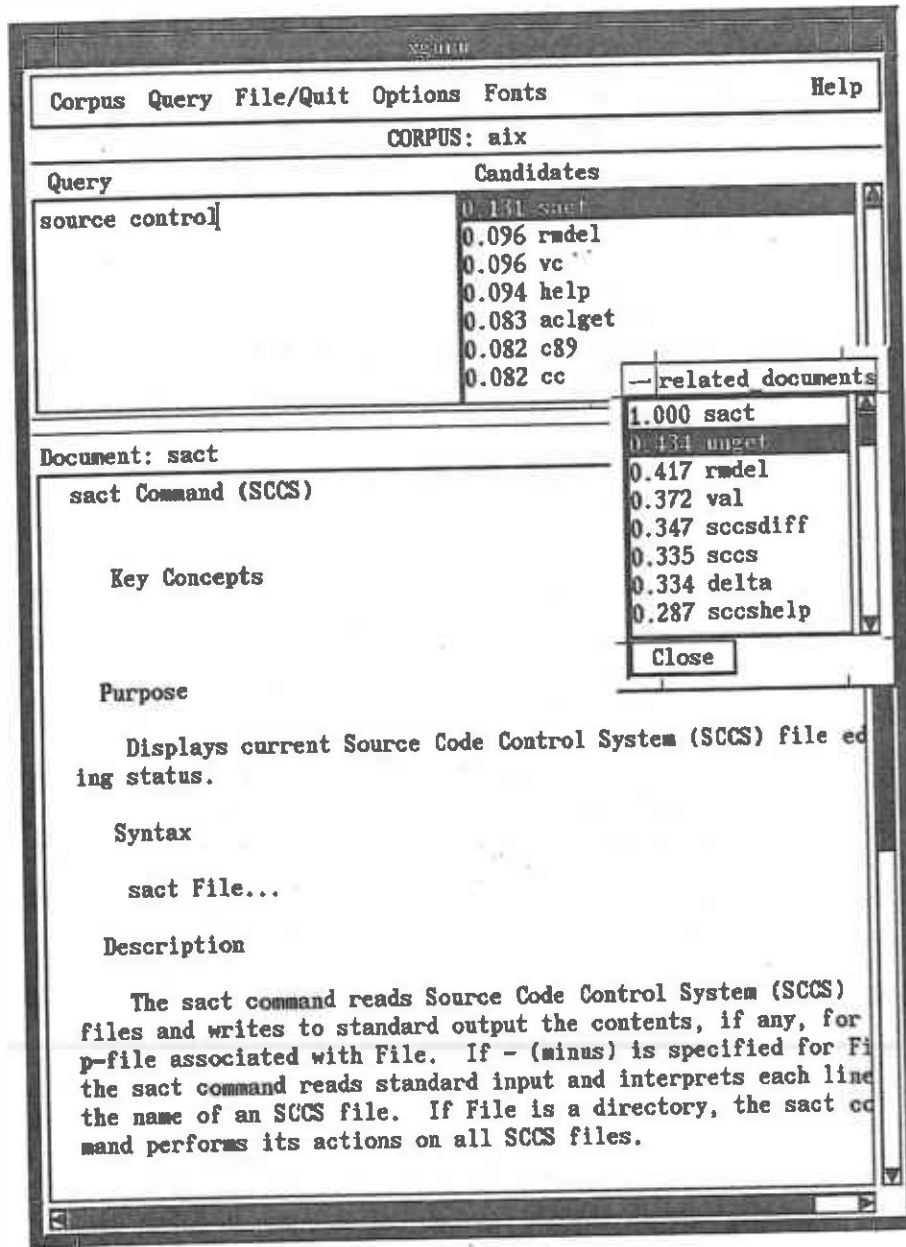 xguru
Corpus Query File/Quit Options Fonts Help
CORPUS: aix
Query
source control
Candidates
0.131 sact
0.096 rmdel
0.096 vc
0.094 help
0.083 aclget
0.082 c89
0.082 cc
related_documents
1.000 sact
0.434 unget
0.417 rmdel
0.372 val
0.347 sccsdiff
0.335 sccs
0.334 delta
0.287 sccshelp
Close
Document: sact
sact Command (SCCS)
Key Concepts
Purpose
Displays current Source Code Control System (SCCS) file ed
ing status.
Syntax
sact File...
Description
The sact command reads Source Code Control System (SCCS)
files and writes to standard output the contents, if any, for
p-file associated with File. If - (minus) is specified for Fi
the sact command reads standard input and interprets each line
the name of an SCCS file. If File is a directory, the sact co
mand performs its actions on all SCCS files.